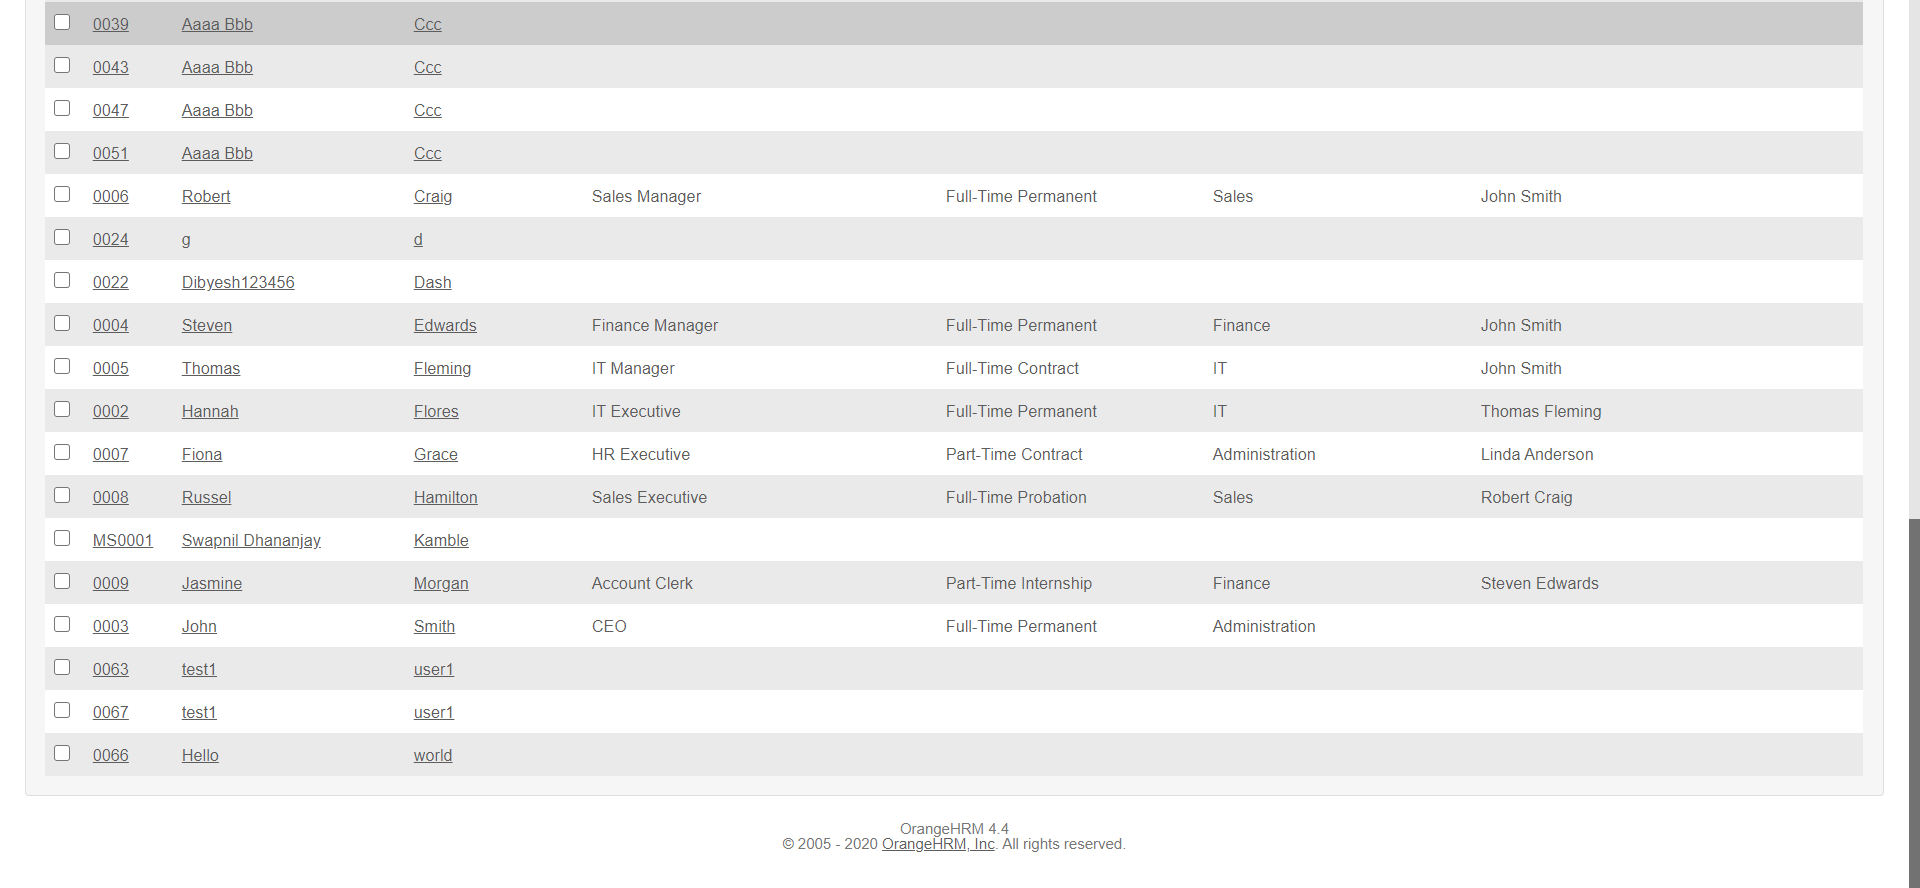 0039 Aaaa Bbb Ccc
0043 Aaaa Bbb Ccc
0047 Aaaa Bbb Ccc
0051 Aaaa Bbb Ccc
0006 Robert Craig Sales Manager Full-Time Permanent Sales John Smith
0024 g d
0022 Dibyesh123456 Dash
0004 Steven Edwards Finance Manager Full-Time Permanent Finance John Smith
0005 Thomas Fleming IT Manager Full-Time Contract IT John Smith
0002 Hannah Flores IT Executive Full-Time Permanent IT Thomas Fleming
0007 Fiona Grace HR Executive Part-Time Contract Administration Linda Anderson
0008 Russel Hamilton Sales Executive Full-Time Probation Sales Robert Craig
MS0001 Swapnil Dhananjay Kamble
0009 Jasmine Morgan Account Clerk Part-Time Internship Finance Steven Edwards
0003 John Smith CEO Full-Time Permanent Administration
0063 test1 user1
0067 test1 user1
0066 Hello world
OrangeHRM 4.4
© 2005 - 2020 OrangeHRM, Inc. All rights reserved.